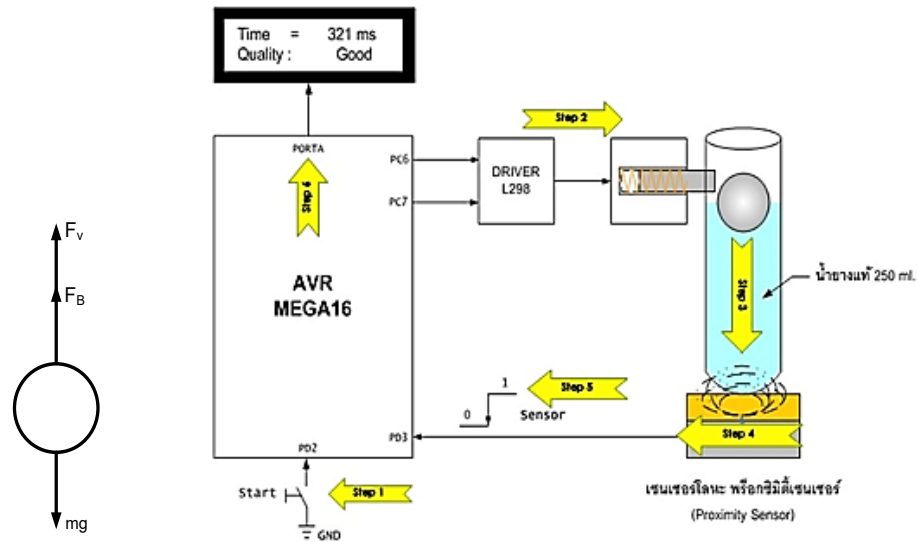 Time = 321 ms
Quality : Good
Step 2
PORTA
PC6
DRIVER
L298
PC7
Step 6
Fv
FB
AVR
MEGA16
น้ำยางแท้ 250 ml.
Step 3
1
Step 5
0
Sensor
PD3
Step 4
PD2
Start
Step 1
GND
mg
เซนเซอร์โลหะ พร็อกซิมิตี้เซนเซอร์
(Proximity Sensor)